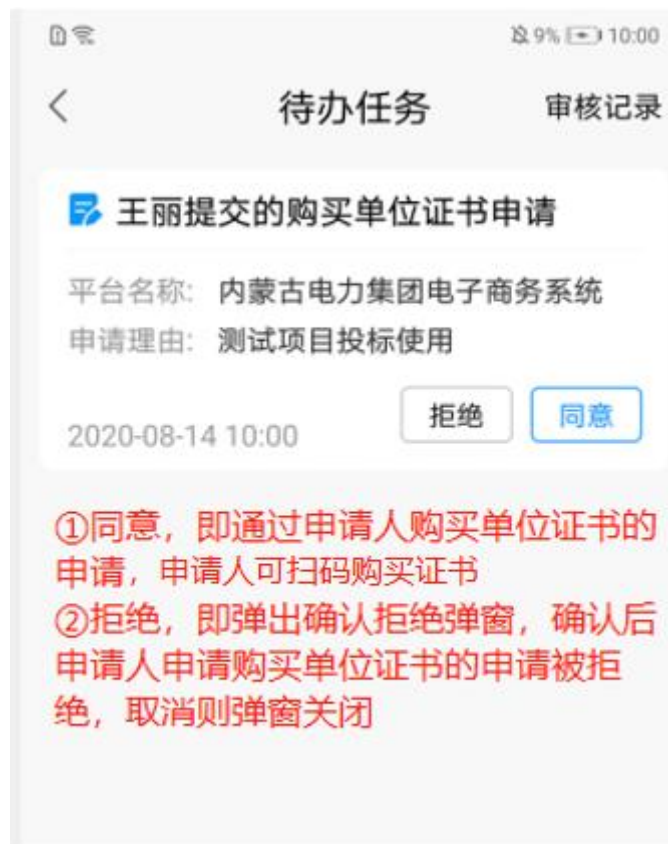 9% 10:00
待办任务 审核记录
王丽提交的购买单位证书申请
平台名称: 内蒙古电力集团电子商务系统
申请理由: 测试项目投标使用
2020-08-14 10:00 拒绝 同意
①同意，即通过申请人购买单位证书的
申请，申请人可扫码购买证书
②拒绝，即弹出确认拒绝弹窗，确认后
申请人申请购买单位证书的申请被拒
绝，取消则弹窗关闭